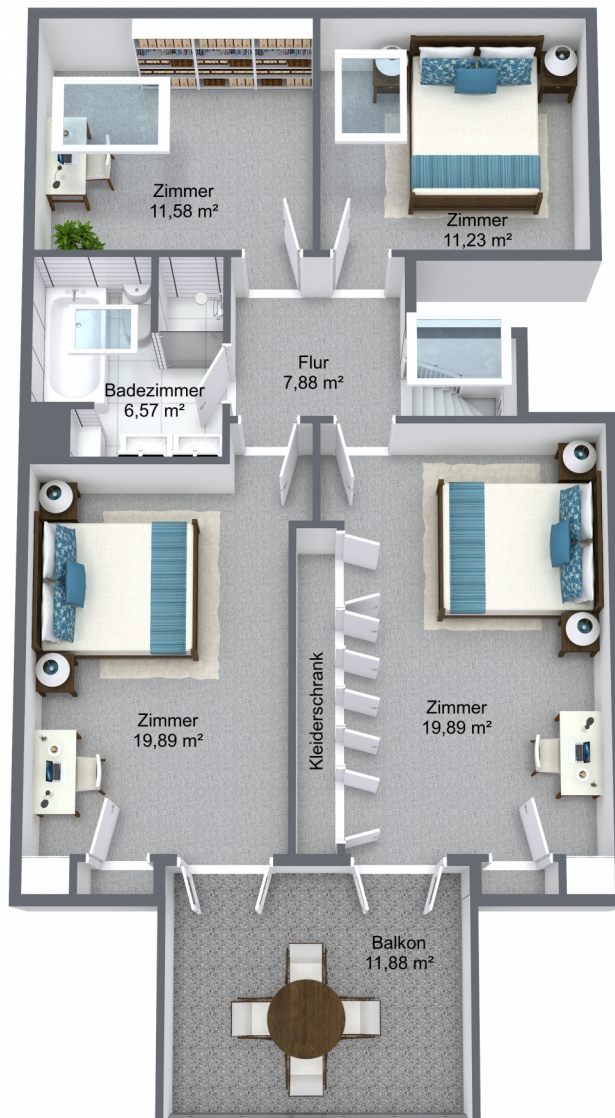 Zimmer
11,58 m²
Zimmer
11,23 m²
Flur
7,88 m²
Badezimmer
6,57 m²
Zimmer
19,89 m²
Kleiderschrank
Zimmer
19,89 m²
Balkon
11,88 m²